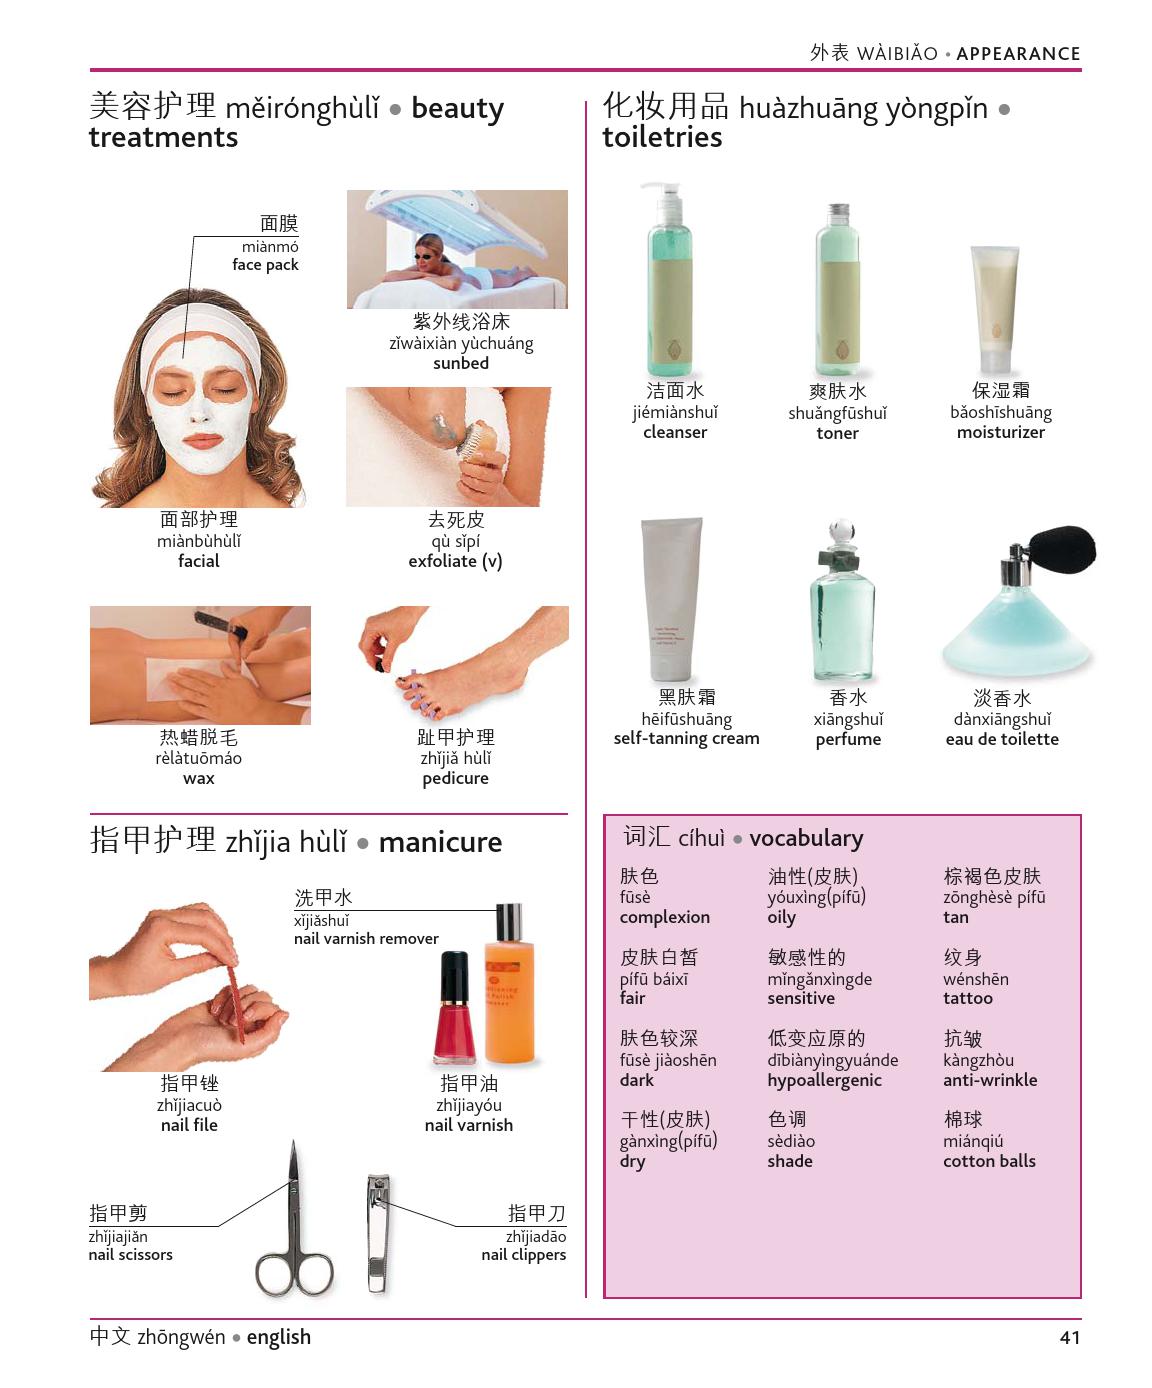 外表 WÀIBIǍO • APPEARANCE
美容护理 měirónghùlǐ • beauty
treatments
面膜
miànmó
face pack
紫外线浴床
zǐwàixiàn yùchuáng
sunbed
面部护理
miànbùhùlǐ
facial
去死皮
qù sǐpí
exfoliate (v)
热蜡脱毛
rèlàtuōmáo
wax
趾甲护理
zhǐjiǎ hùlǐ
pedicure
指甲护理 zhǐjia hùlǐ • manicure
洗甲水
xǐjiǎshuǐ
nail varnish remover
指甲锉
zhǐjiacuò
nail file
指甲油
zhǐjiayóu
nail varnish
指甲剪
zhǐjiajiǎn
nail scissors
指甲刀
zhǐjiadāo
nail clippers
化妆用品 huàzhuāng yòngpǐn •
toiletries
洁面水
jiémiànshuǐ
cleanser
爽肤水
shuǎngfūshuǐ
toner
保湿霜
bǎoshīshuāng
moisturizer
黑肤霜
hēifūshuāng
self-tanning cream
香水
xiāngshuǐ
perfume
淡香水
dànxiāngshuǐ
eau de toilette
词汇 cíhuì • vocabulary
肤色
fūsè
complexion
皮肤白皙
pífū báixī
fair
肤色较深
fūsè jiàoshēn
dark
干性(皮肤)
gànxìng(pífū)
dry
油性(皮肤)
yóuxìng(pífū)
oily
敏感性的
mǐngǎnxìngde
sensitive
低变应原的
dībiànyìngyuánde
hypoallergenic
色调
sèdiào
shade
棕褐色皮肤
zōnghèsè pífū
tan
纹身
wénshēn
tattoo
抗皱
kàngzhòu
anti-wrinkle
棉球
miánqiú
cotton balls
中文 zhōngwén • english
41